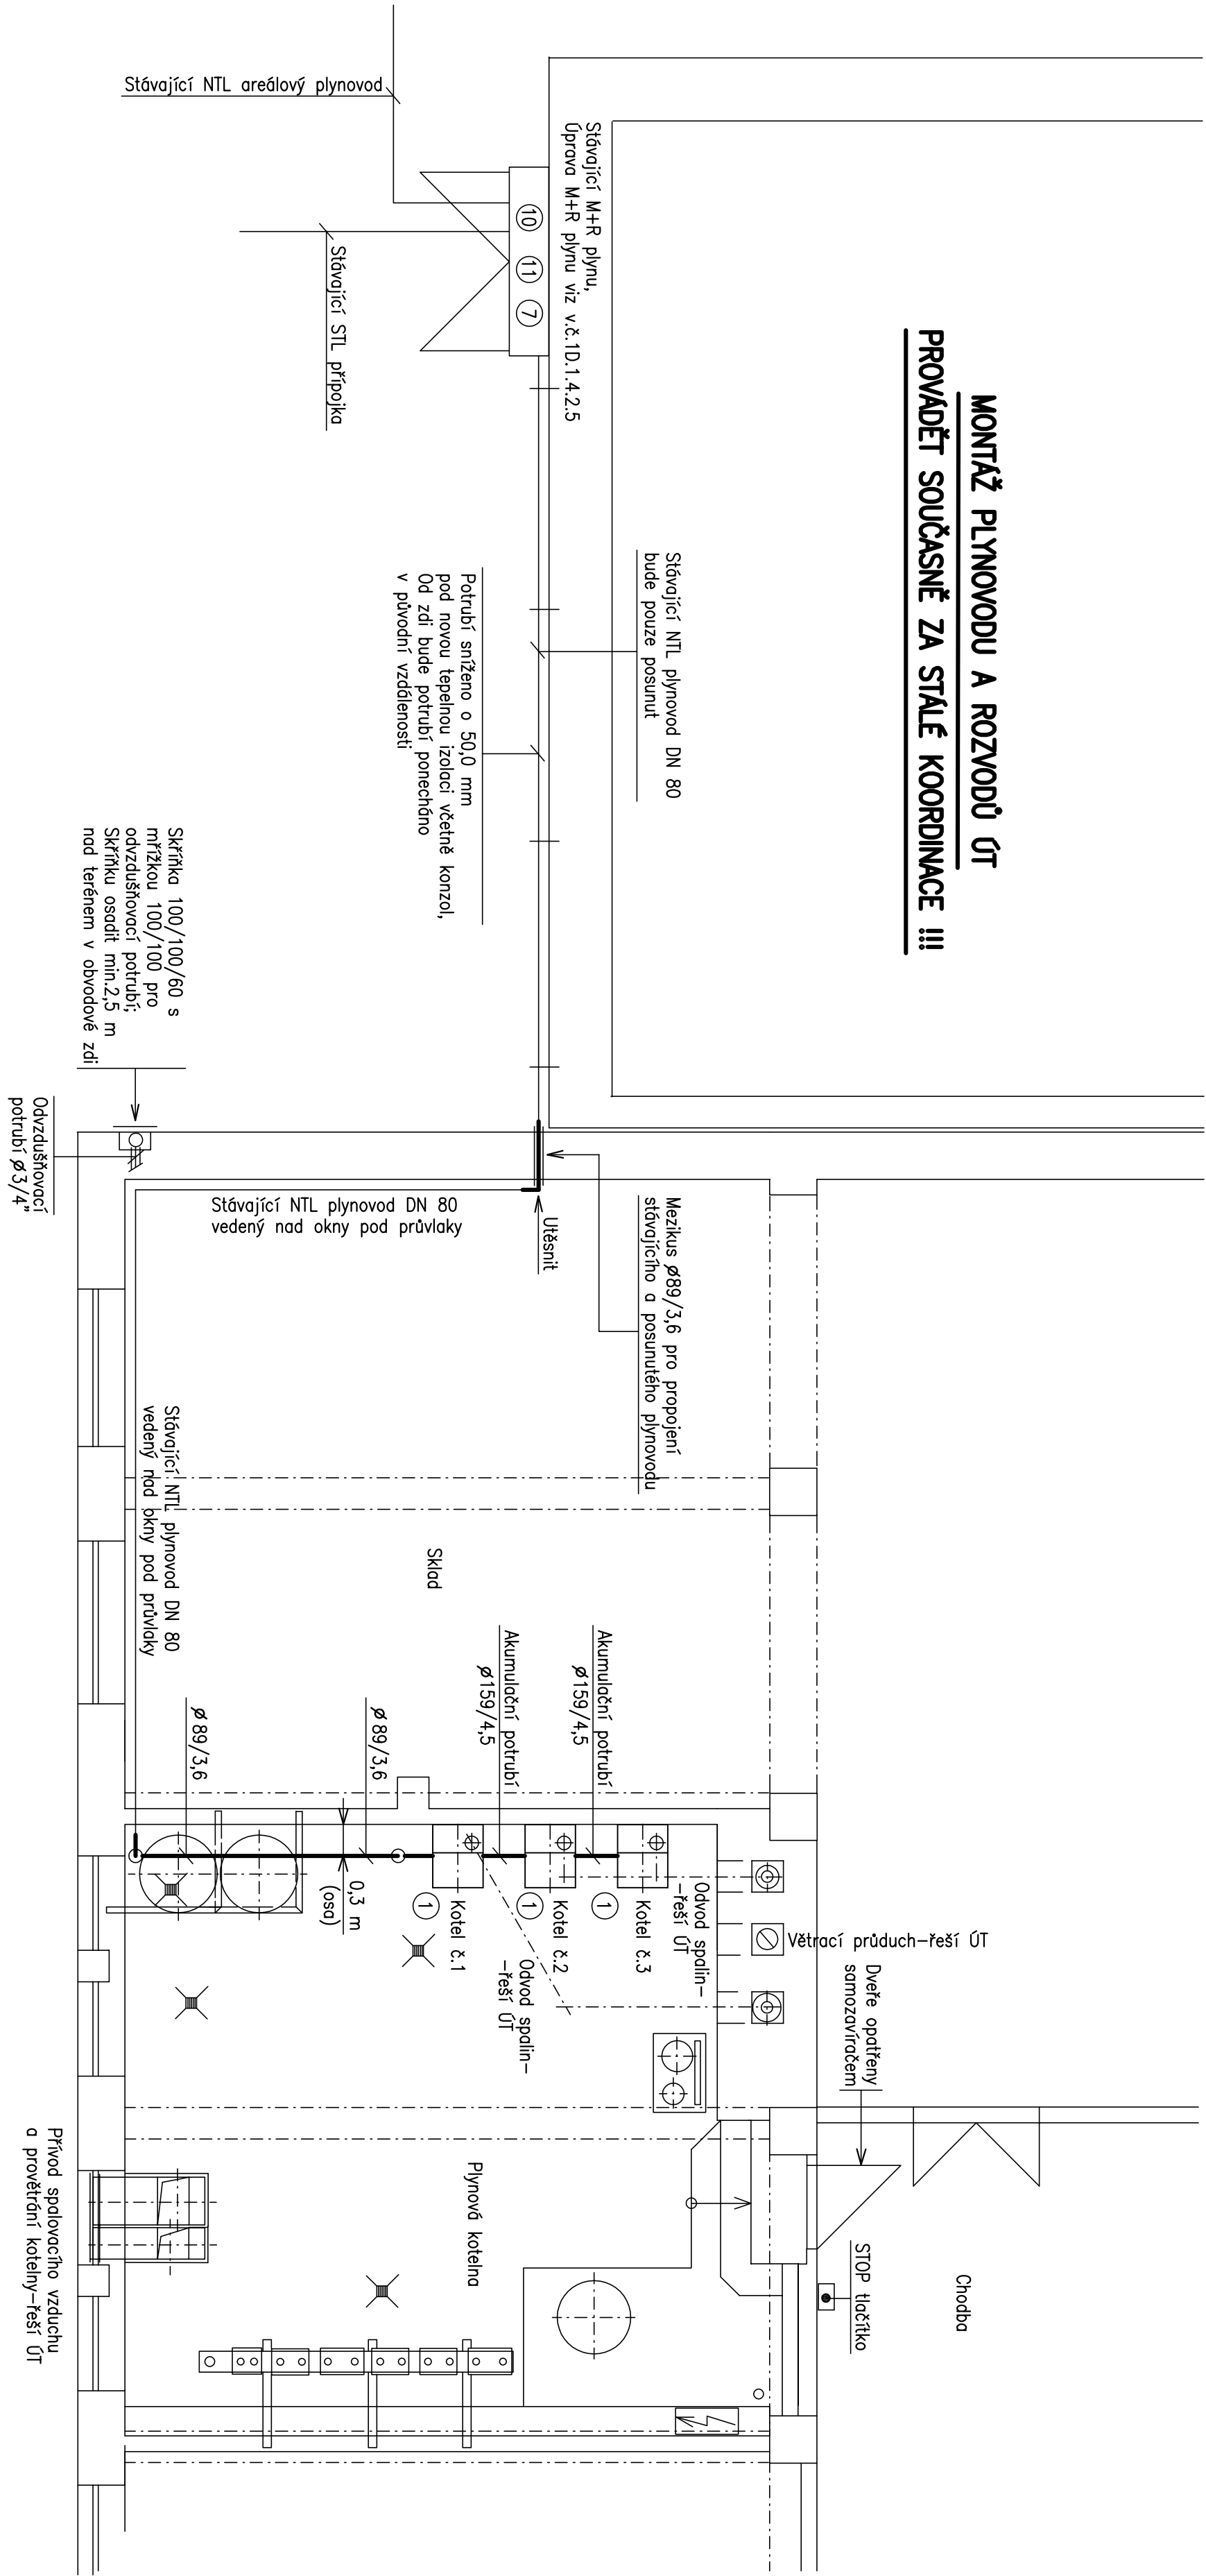 MONTÁŽ PLYNOVODU A ROZVODŮ ÚT
PROVÁDĚT SOUČASNĚ ZA STÁLÉ KOORDINACE !!!
Stávající NTL areálový plynovod
Stávající M+R plynu,
Úprava M+R plynu viz v.č.1D.1.4.2.5
10
11
7
Stávající STL přípojka
Stávající NTL plynovod DN 80
bude pouze posunut
Potrubí sníženo o 50,0 mm
pod novou tepelnou izolaci včetně konzol,
Od zdi bude potrubí ponecháno
v původní vzdálenosti
Skříňka 100/100/60 s
mřížkou 100/100 pro
odvzdušňovací potrubí;
Skříňku osadit min.2,5 m
nad terénem v obvodové zdi
Odvzdušňovací
potrubí ø3/4"
Stávající NTL plynovod DN 80
vedený nad okny pod průvlaky
Utěsnit
Mezikus ø89/3,6 pro propojení
stávajícího a posunutého plynovodu
Stávající NTL plynovod DN 80
vedený nad okny pod průvlaky
Sklad
Akumulační potrubí
ø159/4,5
Akumulační potrubí
ø159/4,5
ø 89/3,6
ø 89/3,6
0,3 m
(osa)
Kotel č.1
1
Kotel č.2
1
Kotel č.3
1
Odvod spalin-
-řeší ÚT
Odvod spalin-
-řeší ÚT
Větrací průduch-řeší ÚT
Dveře opatřeny
samozavíračem
STOP tlačítko
Chodba
Plynová kotelna
Přívod spalovacího vzduchu
a provětrání kotelny-řeší ÚT